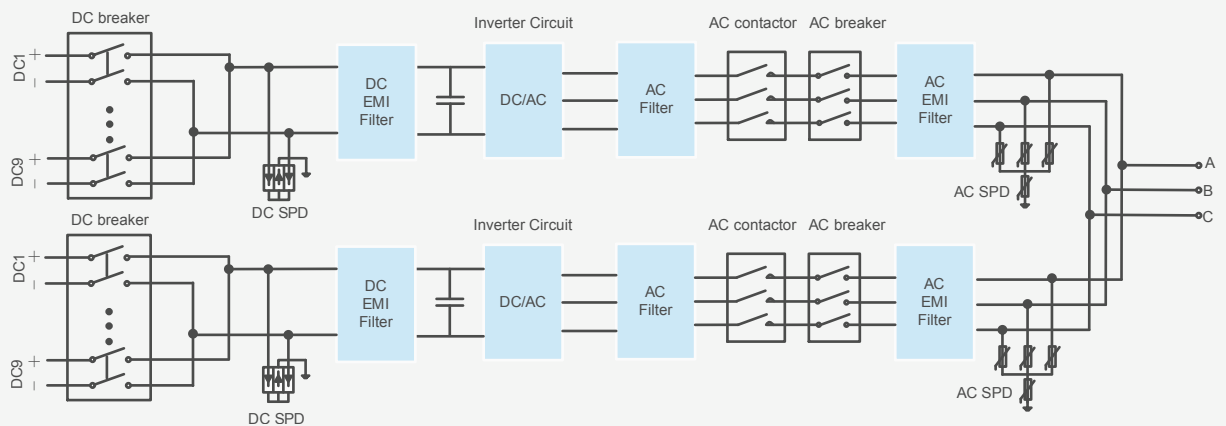 DC breaker
Inverter Circuit
AC contactor
AC breaker
DC1
+
−
DC
EMI
Filter
DC/AC
AC
Filter
AC
EMI
Filter
DC9
+
−
DC SPD
AC SPD
A
B
C
DC breaker
Inverter Circuit
AC contactor
AC breaker
DC1
+
−
DC
EMI
Filter
DC/AC
AC
Filter
AC
EMI
Filter
DC9
+
−
DC SPD
AC SPD